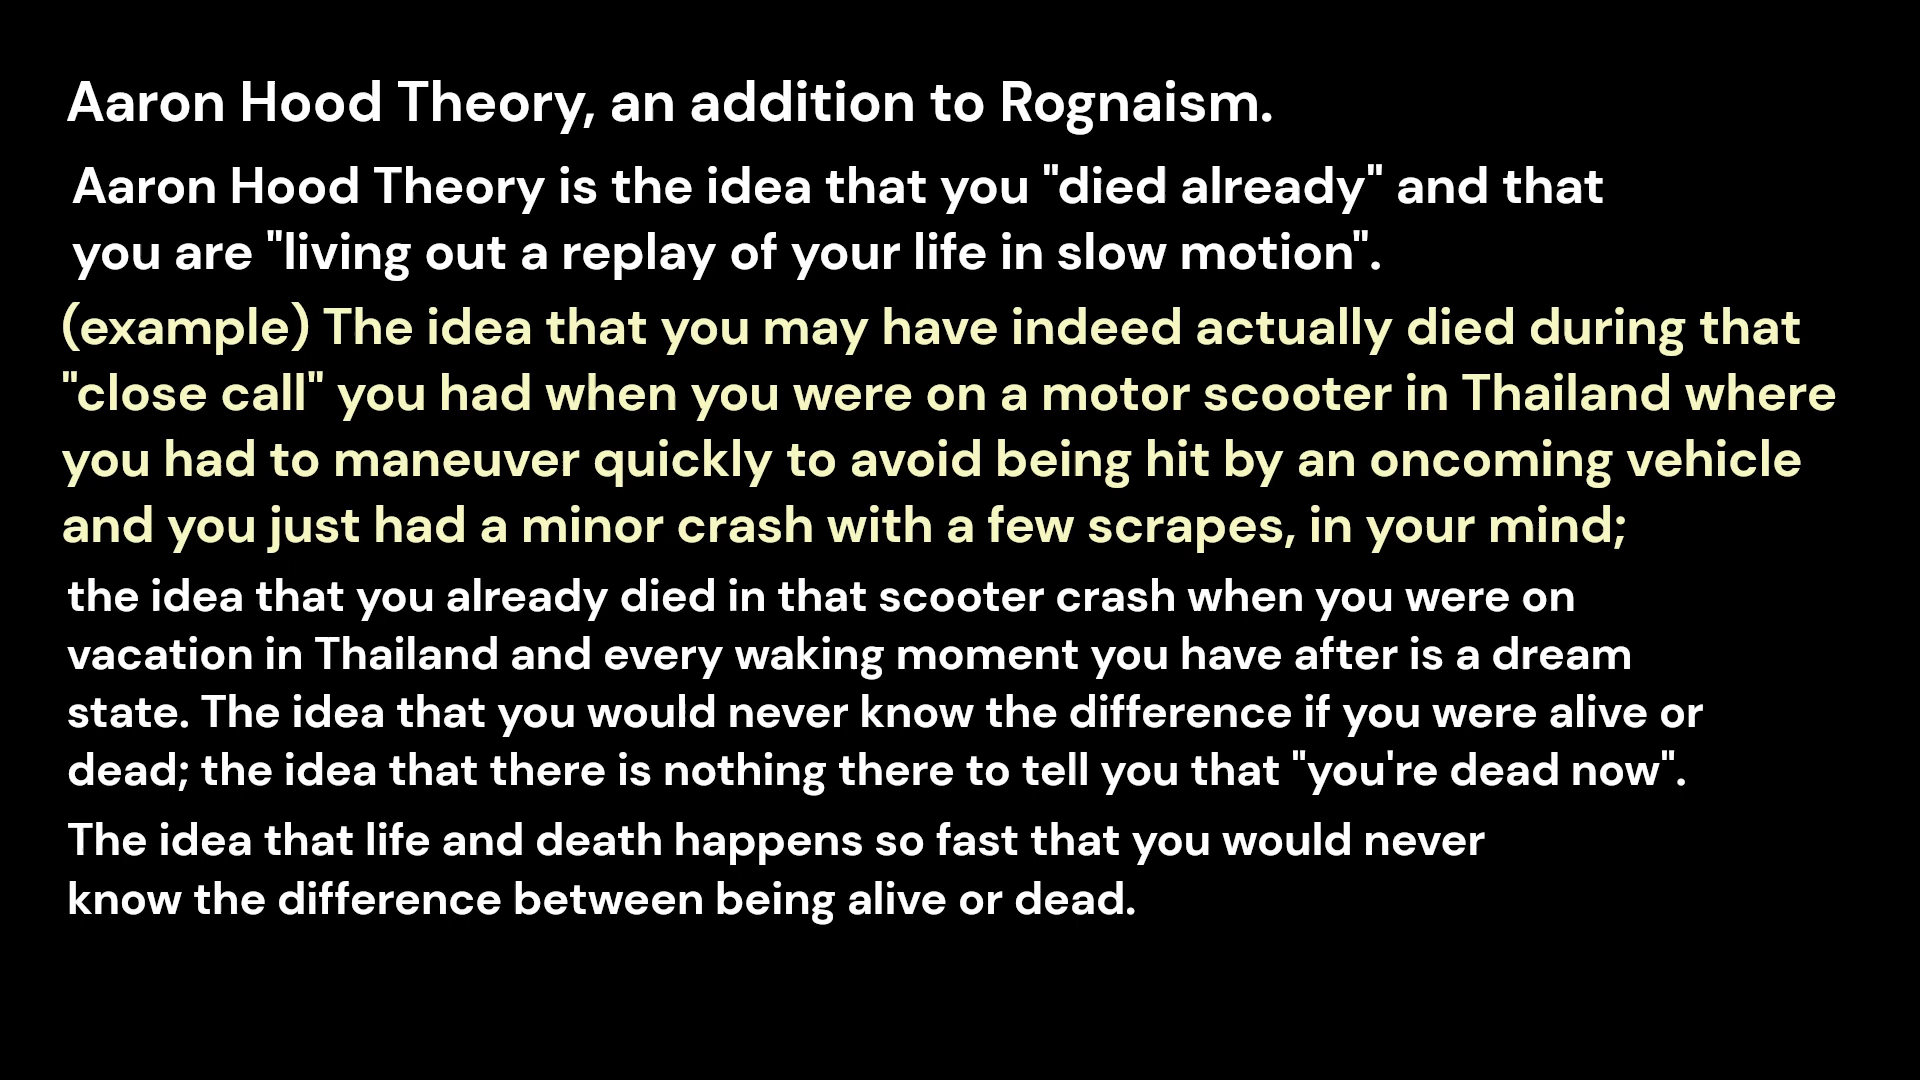 Aaron Hood Theory, an addition to Rognaism.
Aaron Hood Theory is the idea that you "died already" and that
you are "living out a replay of your life in slow motion".
(example) The idea that you may have indeed actually died during that
"close call" you had when you were on a motor scooter in Thailand where
you had to maneuver quickly to avoid being hit by an oncoming vehicle
and you just had a minor crash with a few scrapes, in your mind;
the idea that you already died in that scooter crash when you were on
vacation in Thailand and every waking moment you have after is a dream
state. The idea that you would never know the difference if you were alive or
dead; the idea that there is nothing there to tell you that "you're dead now".
The idea that life and death happens so fast that you would never
know the difference between being alive or dead.